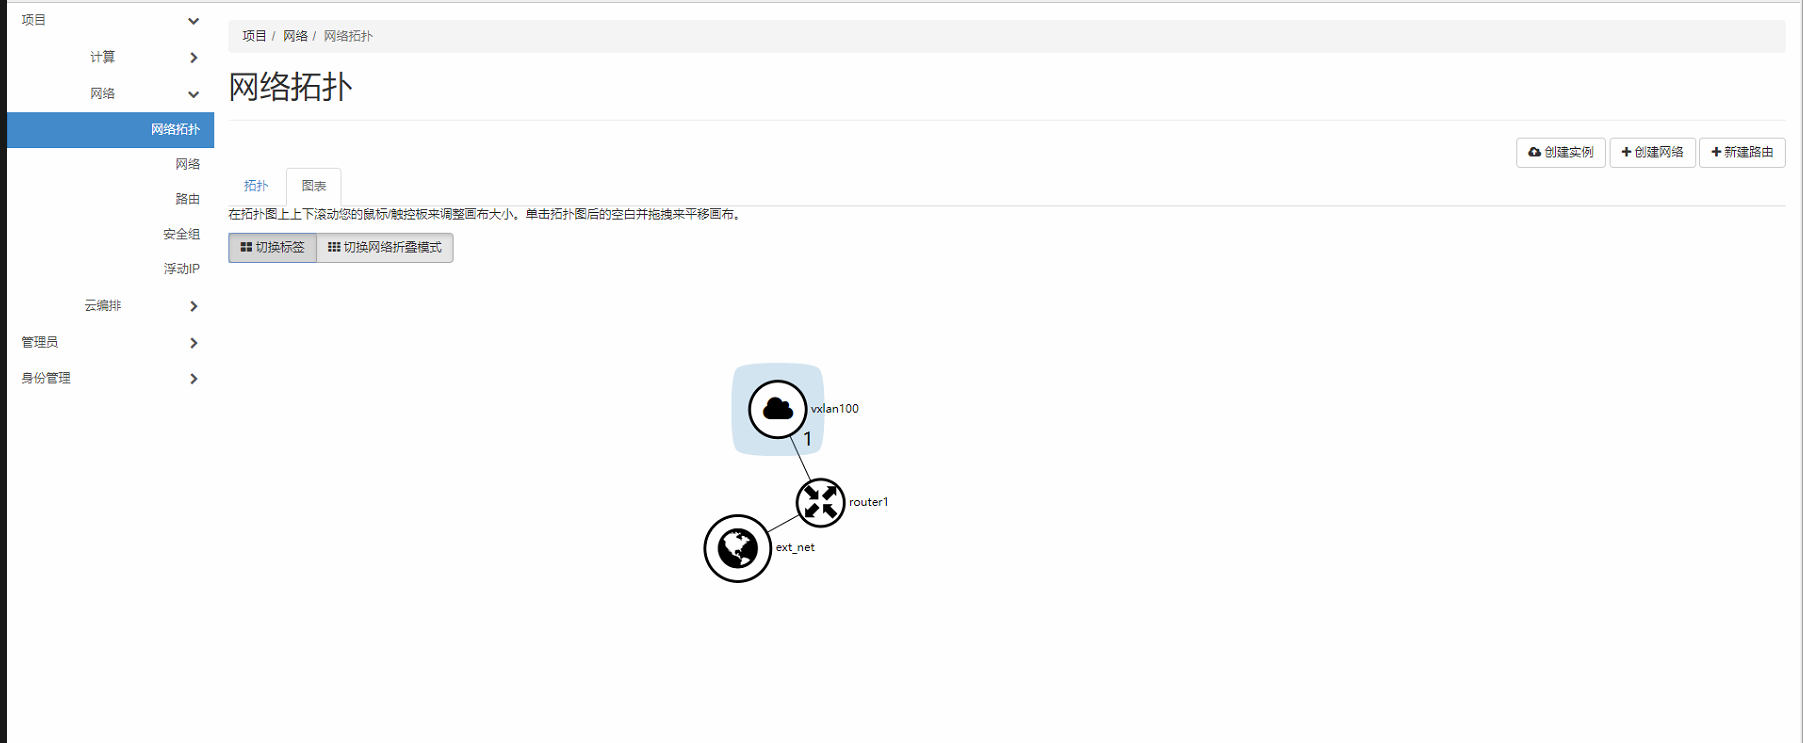 项目
计算
网络
网络拓扑
网络
路由
安全组
浮动IP
云编排
管理员
身份管理
项目 / 网络 / 网络拓扑
网络拓扑
创建实例 创建网络 新建路由
拓扑 图表
在拓扑图上上下滚动您的鼠标/触控板来调整画布大小。单击拓扑图后的空白并拖拽来平移画布。
切换标签 切换网络折叠模式
vxlan100
1
router1
ext_net